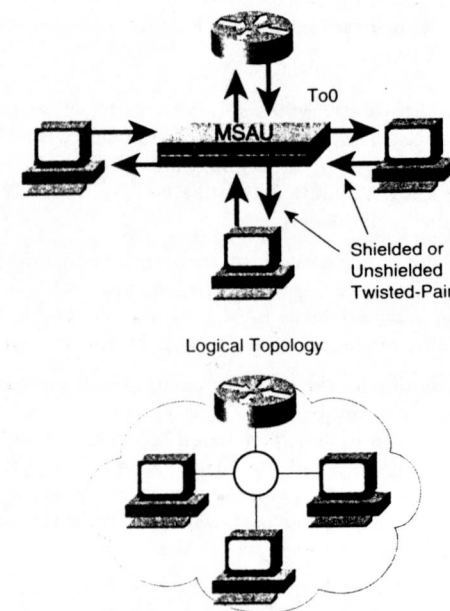 To0
MSAU
Shielded or
Unshielded
Twisted-Pair
Logical Topology